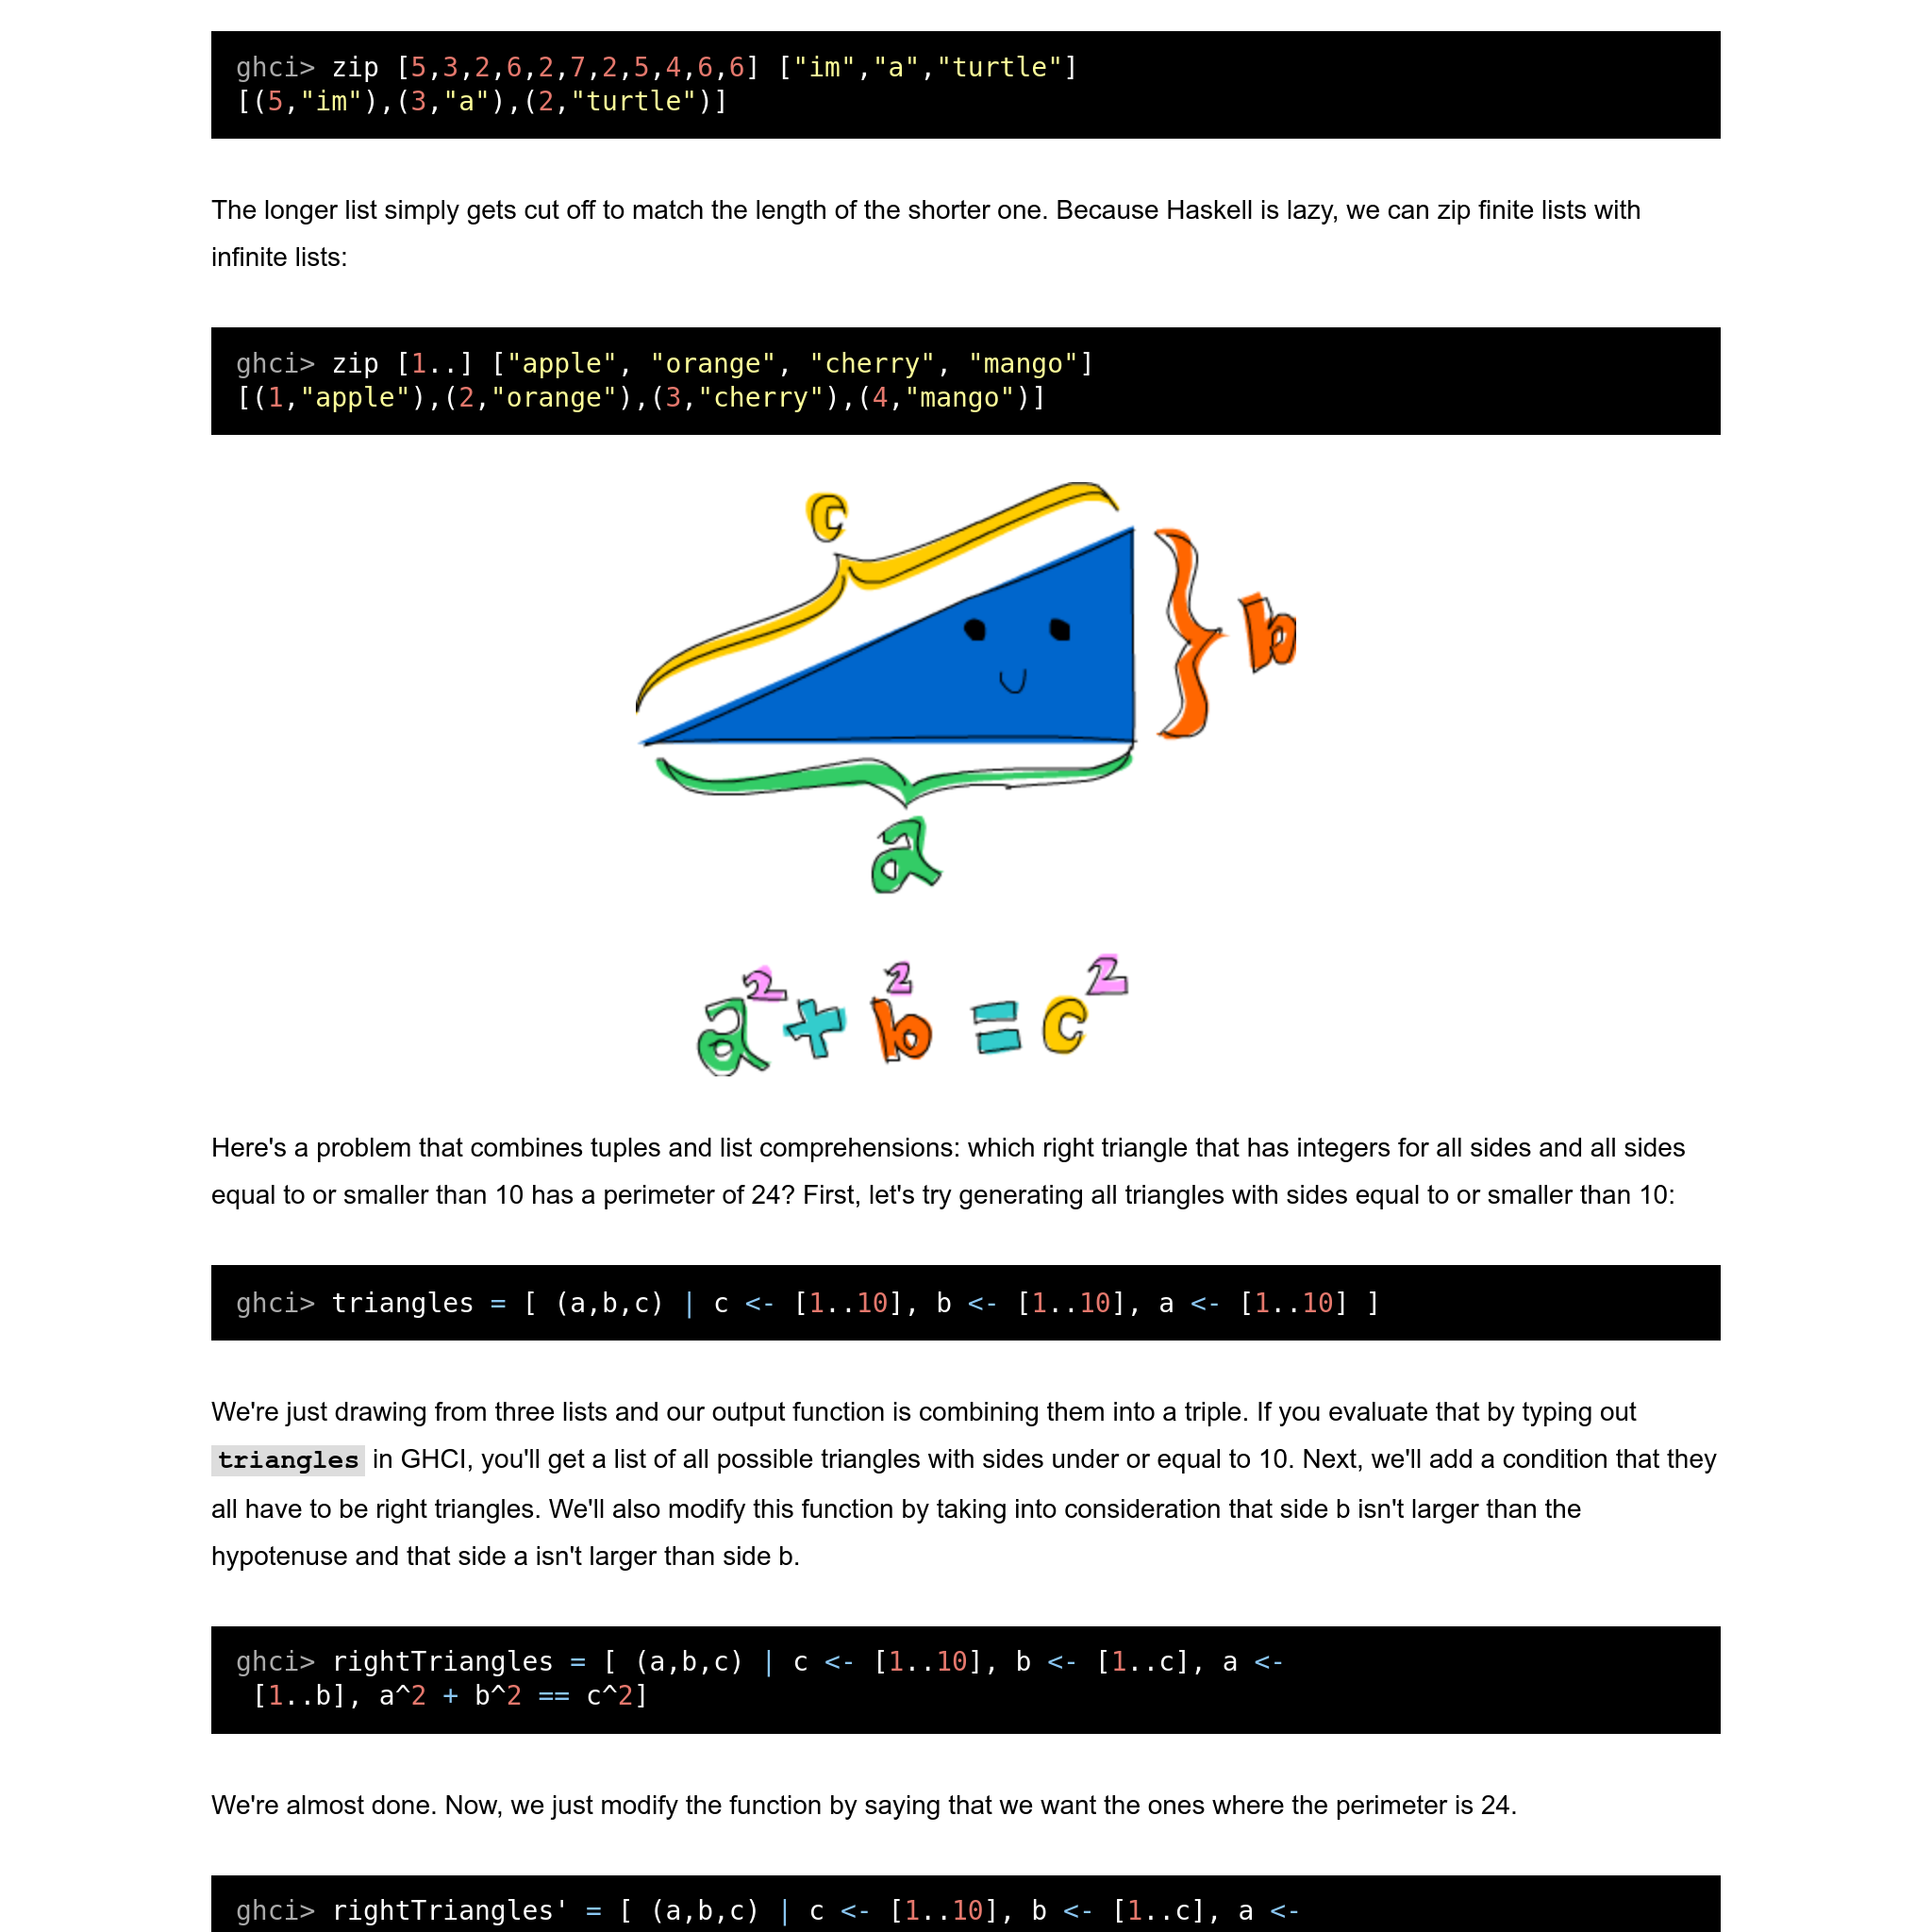 ghci> zip [5,3,2,6,2,7,2,5,4,6,6] ["im","a","turtle"]
[(5,"im"),(3,"a"),(2,"turtle")]
The longer list simply gets cut off to match the length of the shorter one. Because Haskell is lazy, we can zip finite lists with
infinite lists:
ghci> zip [1..] ["apple", "orange", "cherry", "mango"]
[(1,"apple"),(2,"orange"),(3,"cherry"),(4,"mango")]
c
b
a
a² + b² = c²
Here's a problem that combines tuples and list comprehensions: which right triangle that has integers for all sides and all sides
equal to or smaller than 10 has a perimeter of 24? First, let's try generating all triangles with sides equal to or smaller than 10:
ghci> triangles = [ (a,b,c) | c <- [1..10], b <- [1..10], a <- [1..10] ]
We're just drawing from three lists and our output function is combining them into a triple. If you evaluate that by typing out
triangles in GHCI, you'll get a list of all possible triangles with sides under or equal to 10. Next, we'll add a condition that they
all have to be right triangles. We'll also modify this function by taking into consideration that side b isn't larger than the
hypotenuse and that side a isn't larger than side b.
ghci> rightTriangles = [ (a,b,c) | c <- [1..10], b <- [1..c], a <-
[1..b], a^2 + b^2 == c^2]
We're almost done. Now, we just modify the function by saying that we want the ones where the perimeter is 24.
ghci> rightTriangles' = [ (a,b,c) | c <- [1..10], b <- [1..c], a <-